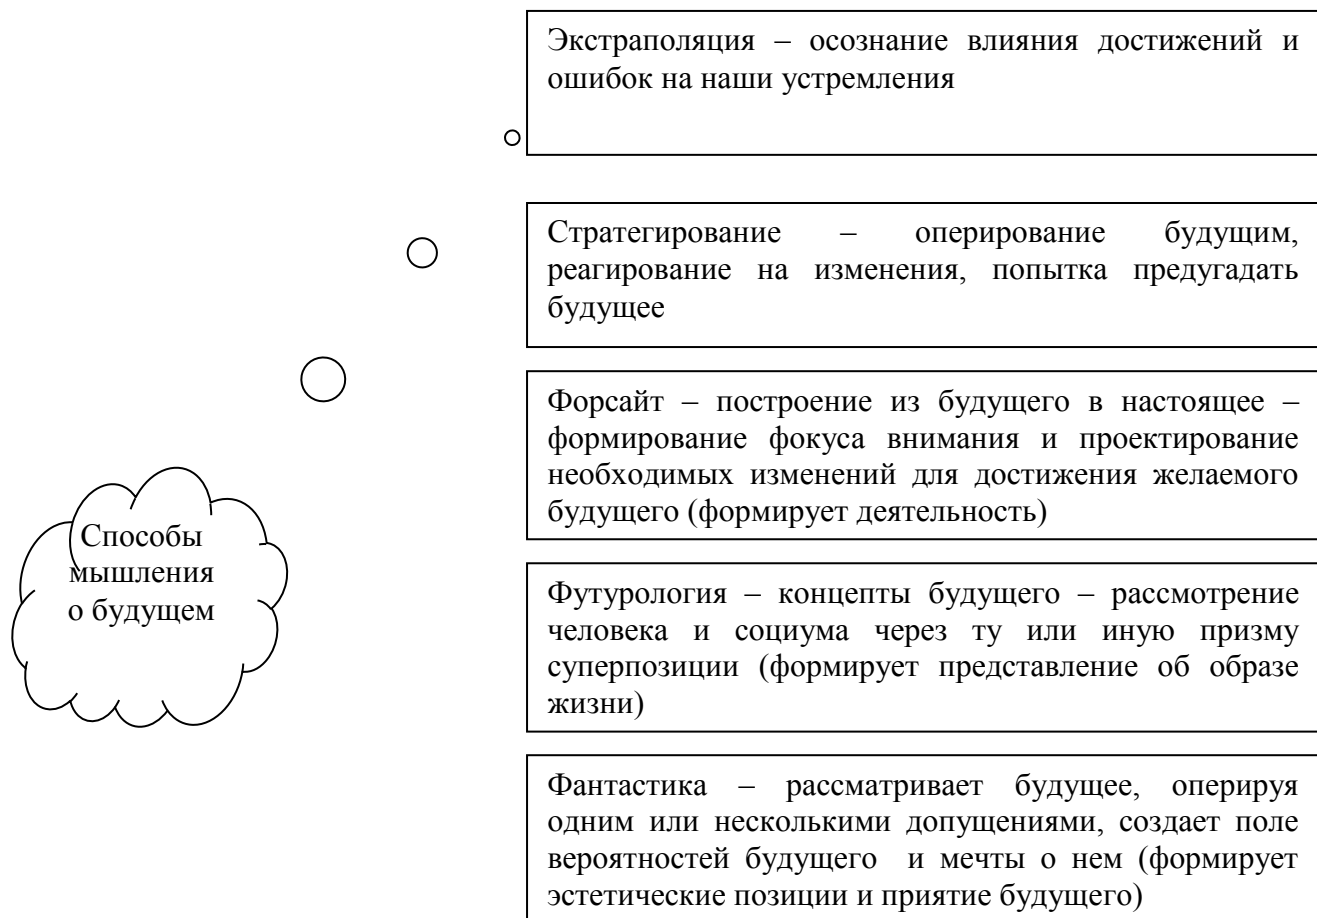 Экстраполяция – осознание влияния достижений и
ошибок на наши устремления
Стратегирование – оперирование будущим,
реагирование на изменения, попытка предугадать
будущее
Форсайт – построение из будущего в настоящее –
формирование фокуса внимания и проектирование
необходимых изменений для достижения желаемого
будущего (формирует деятельность)
Способы
мышления
о будущем
Футурология – концепты будущего – рассмотрение
человека и социума через ту или иную призму
суперпозиции (формирует представление об образе
жизни)
Фантастика – рассматривает будущее, оперируя
одним или несколькими допущениями, создает поле
вероятностей будущего и мечты о нем (формирует
эстетические позиции и приятие будущего)